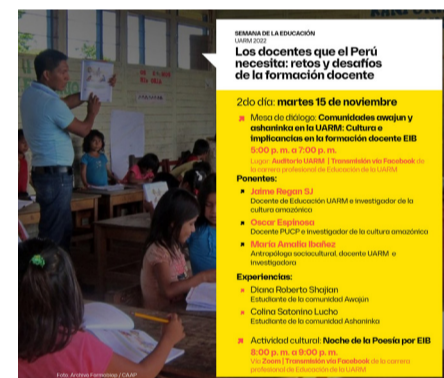 SEMANA DE LA EDUCACIÓN
UARM 2022
Los docentes que el Perú
necesita: retos y desafíos
de la formación docente
2do día: martes 15 de noviembre
Mesa de diálogo: Comunidades awajun y
ashaninka en la UARM: Cultura e
implicancias en la formación docente EIB
5:00 p. m. a 7:00 p. m.
Lugar: Auditorio UARM | Transmisión vía Facebook de
la carrera profesional de Educación de la UARM
Ponentes:
Jaime Regan SJ
Docente de Educación UARM e investigador de la
cultura amazónica
Oscar Espinosa
Docente PUCP e investigador de la cultura amazónica
María Amalia Ibañez
Antropóloga sociocultural, docente UARM e
investigadora
Experiencias:
Diana Roberto Shajian
Estudiante de la comunidad Awajún
Colina Satonino Lucho
Estudiante de la comunidad Ashaninka
Actividad cultural: Noche de la Poesía por EIB
8:00 p. m. a 9:00 p. m.
Vía Zoom | Transmisión vía Facebook de la carrera
profesional de Educación de la UARM
Foto: Archivo Formabiap / CAAAP